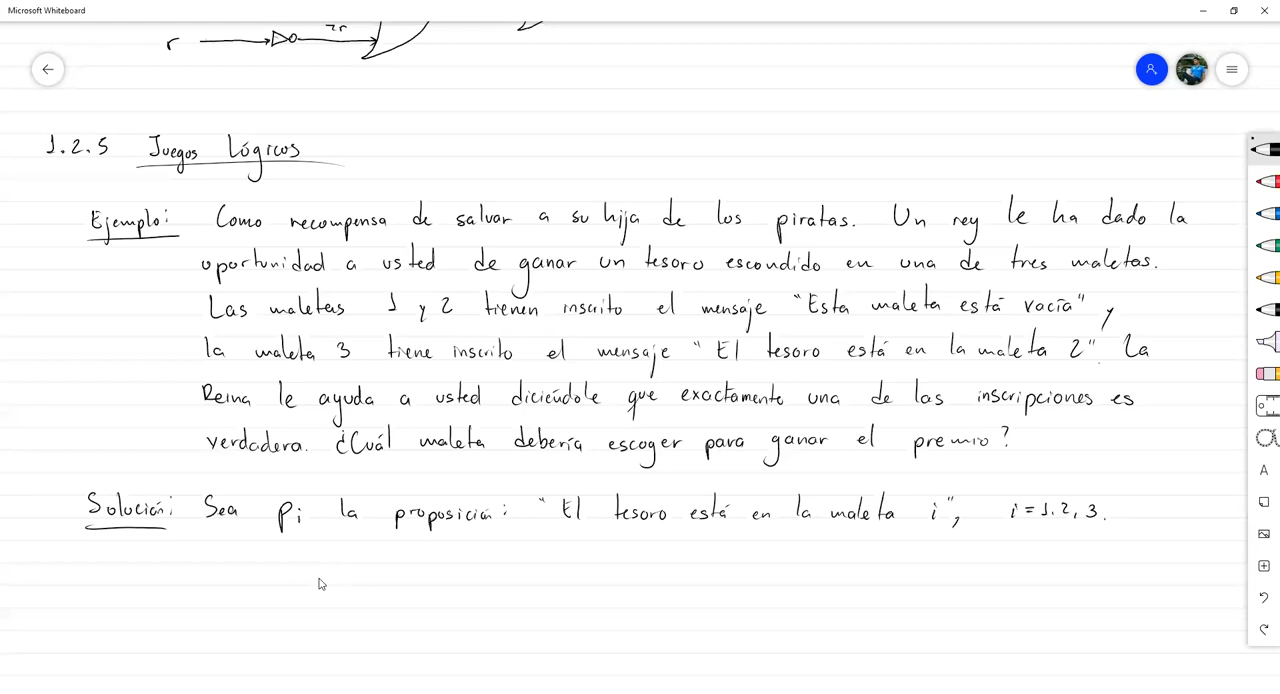 Microsoft Whiteboard
r ¬r
1.2.5 Juegos Lógicos
Ejemplo: Como recompensa de salvar a su hija de los piratas. Un rey le ha dado la
oportunidad a usted de ganar un tesoro escondido en una de tres maletas.
Las maletas 1 y 2 tienen inscrito el mensaje "Esta maleta está vacía" y
la maleta 3 tiene inscrito el mensaje "El tesoro está en la maleta 2". La
Reina le ayuda a usted diciéndole que exactamente una de las inscripciones es
verdadera. ¿Cuál maleta debería escoger para ganar el premio?
Solución: Sea Pi la proposición: "El tesoro está en la maleta i", i = 1, 2, 3.